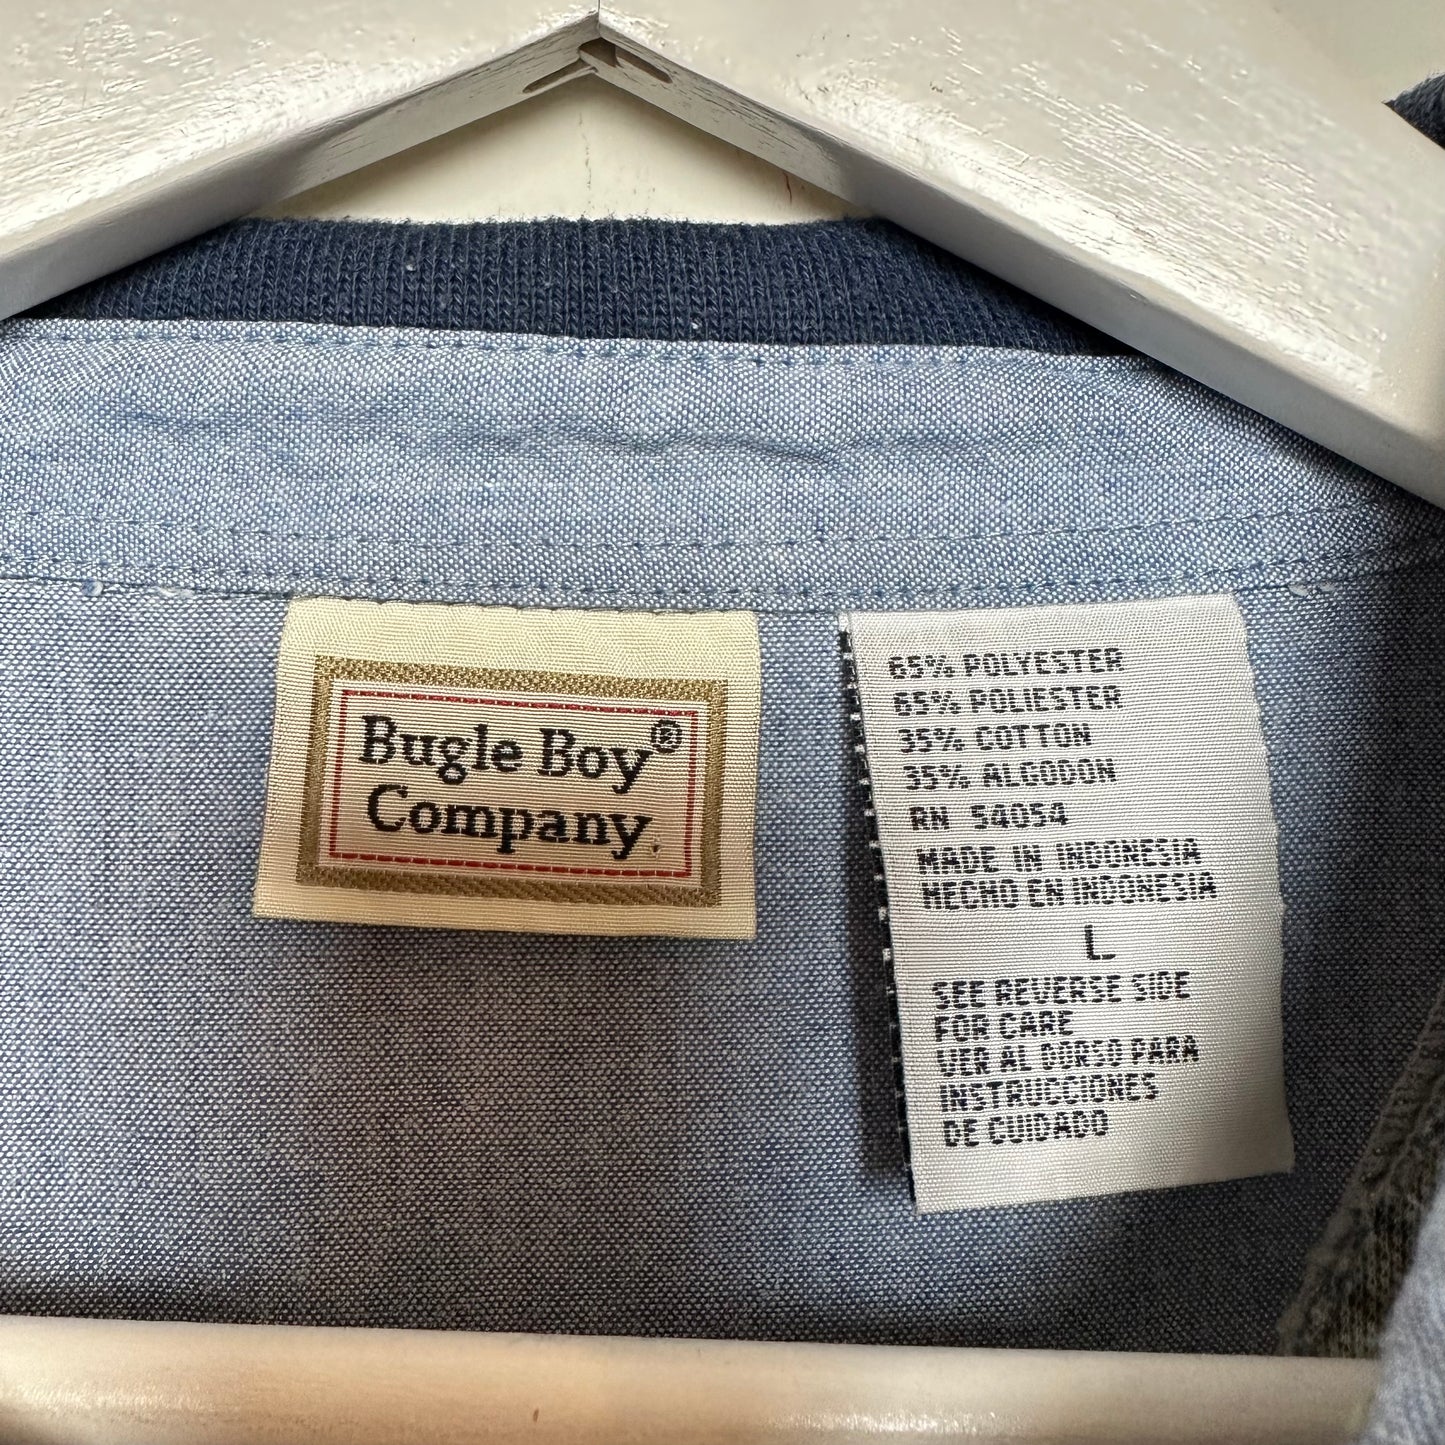 Bugle Boy®
Company.
65% POLYESTER
65% POLIESTER
35% COTTON
35% ALGODON
RN 54054
MADE IN INDONESIA
HECHO EN INDONESIA
L
SEE REVERSE SIDE
FOR CARE
VER AL DORSO PARA
INSTRUCCIONES
DE CUIDADO